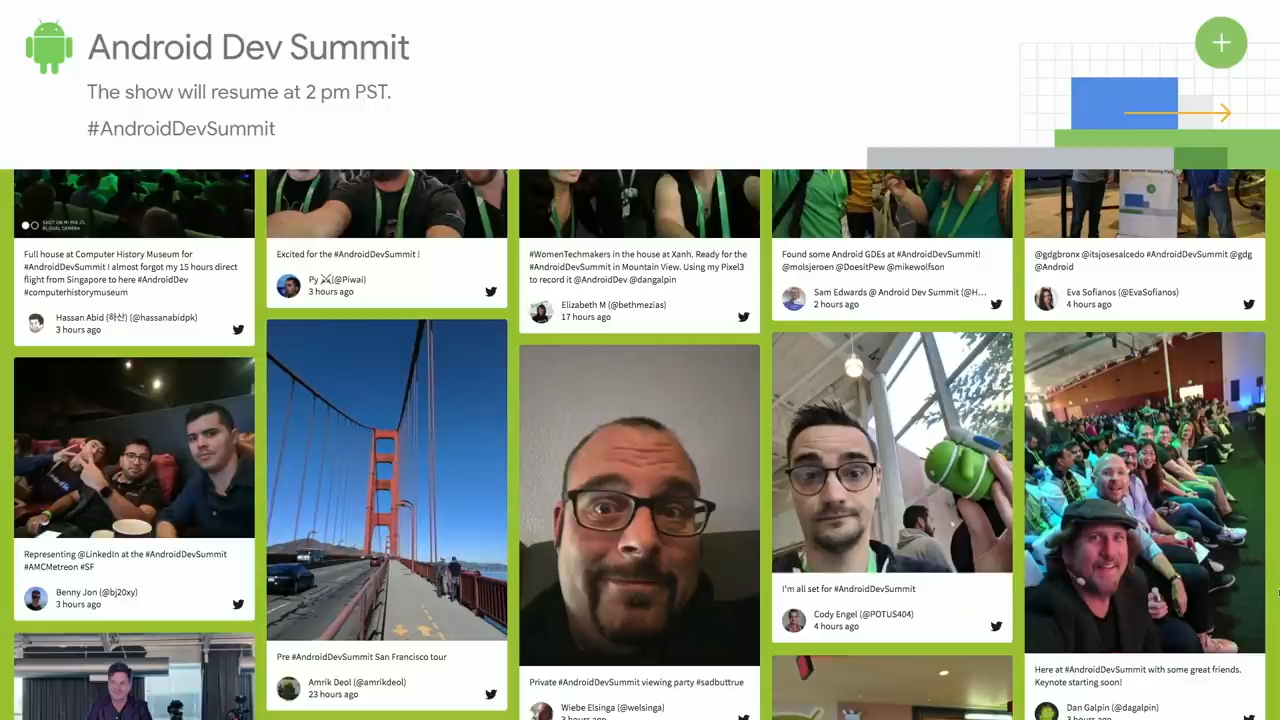 Android Dev Summit
The show will resume at 2 pm PST.
#AndroidDevSummit
SHOT ON MI MIX 2S
AI DUAL CAMERA
Full house at Computer History Museum for
#AndroidDevSummit ! almost forgot my 15 hours direct
flight from Singapore to here #AndroidDev
#computerhistorymuseum
Hassan Abid (하산) (@hassanabidpk)
3 hours ago
Representing @LinkedIn at the #AndroidDevSummit
#AMCMetreon #SF
Benny Jon (@bj20xy)
3 hours ago
Excited for the #AndroidDevSummit !
Py ⚔(@Piwai)
3 hours ago
Pre #AndroidDevSummit San Francisco tour
Amrik Deol (@amrikdeol)
23 hours ago
#WomenTechmakers in the house at Xanh. Ready for the
#AndroidDevSummit in Mountain View. Using my Pixel3
to record it @AndroidDev @dangalpin
Elizabeth M (@bethmezias)
17 hours ago
Private #AndroidDevSummit viewing party #sadbuttrue
Wiebe Elsinga (@welsinga)
3 hours ago
Found some Android GDEs at #AndroidDevSummit!
@molsjeroen @DoesitPew @mikewolfson
Sam Edwards @ Android Dev Summit (@H...
2 hours ago
I'm all set for #AndroidDevSummit
Cody Engel (@POTUS404)
4 hours ago
@gdgbronx @itsjosesalcedo #AndroidDevSummit @gdg
@Android
Eva Sofianos (@EvaSofianos)
4 hours ago
Here at #AndroidDevSummit with some great friends.
Keynote starting soon!
Dan Galpin (@dagalpin)
3 hours ago